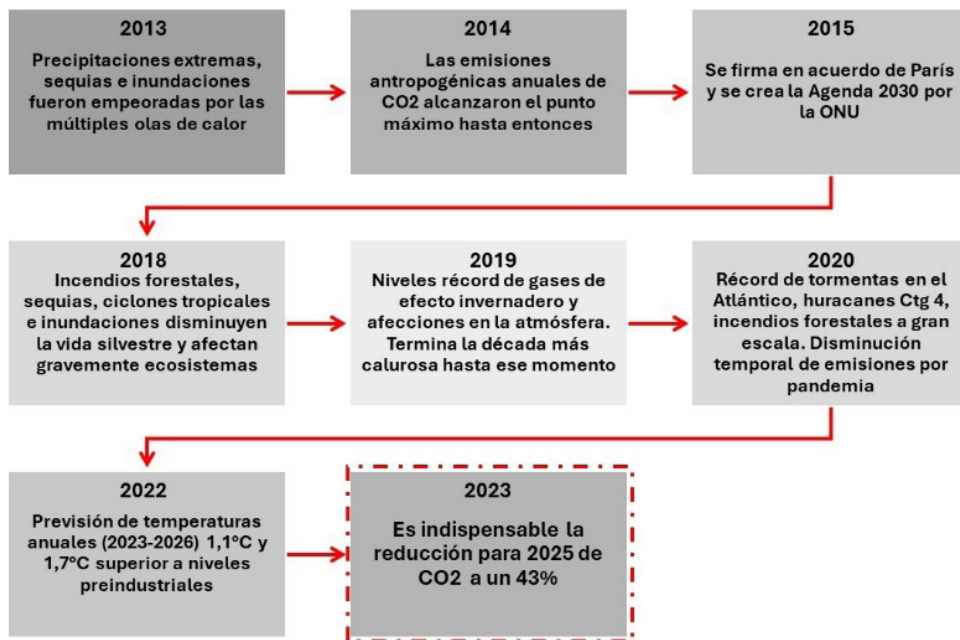 2013
Precipitaciones extremas,
sequias e inundaciones
fueron empeoradas por las
múltiples olas de calor
2014
Las emisiones
antropogénicas anuales de
CO2 alcanzaron el punto
máximo hasta entonces
2015
Se firma en acuerdo de París
y se crea la Agenda 2030 por
la ONU
2018
Incendios forestales,
sequias, ciclones tropicales
e inundaciones disminuyen
la vida silvestre y afectan
gravemente ecosistemas
2019
Niveles récord de gases de
efecto invernadero y
afecciones en la atmósfera.
Termina la década más
calurosa hasta ese momento
2020
Récord de tormentas en el
Atlántico, huracanes Ctg 4,
incendios forestales a gran
escala. Disminución
temporal de emisiones por
pandemia
2022
Previsión de temperaturas
anuales (2023-2026) 1,1°C y
1,7°C superior a niveles
preindustriales
2023
Es indispensable la
reducción para 2025 de
CO2 a un 43%